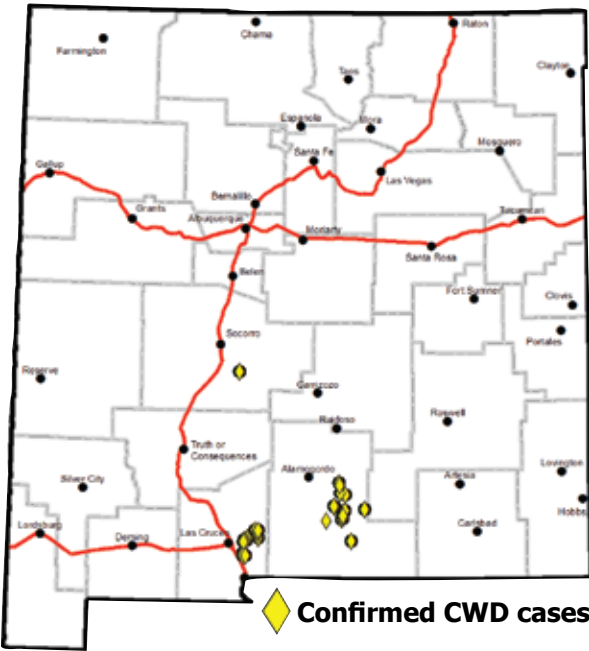 Raton
Chama
Farmington
Clayton
Taos
Espanola
Mora
Mosquero
Santa Fe
Gallup
Las Vegas
Bernalillo
Grants
Albuquerque
Tucumcari
Moriarty
Santa Rosa
Belen
Fort Sumner
Clovis
Portales
Socorro
Reserve
Carrizozo
Ruidoso
Roswell
Truth or
Consequences
Alamogordo
Artesia
Lovington
Silver City
Hobbs
Lordsburg
Deming
Las Cruces
Carlsbad
Confirmed CWD cases